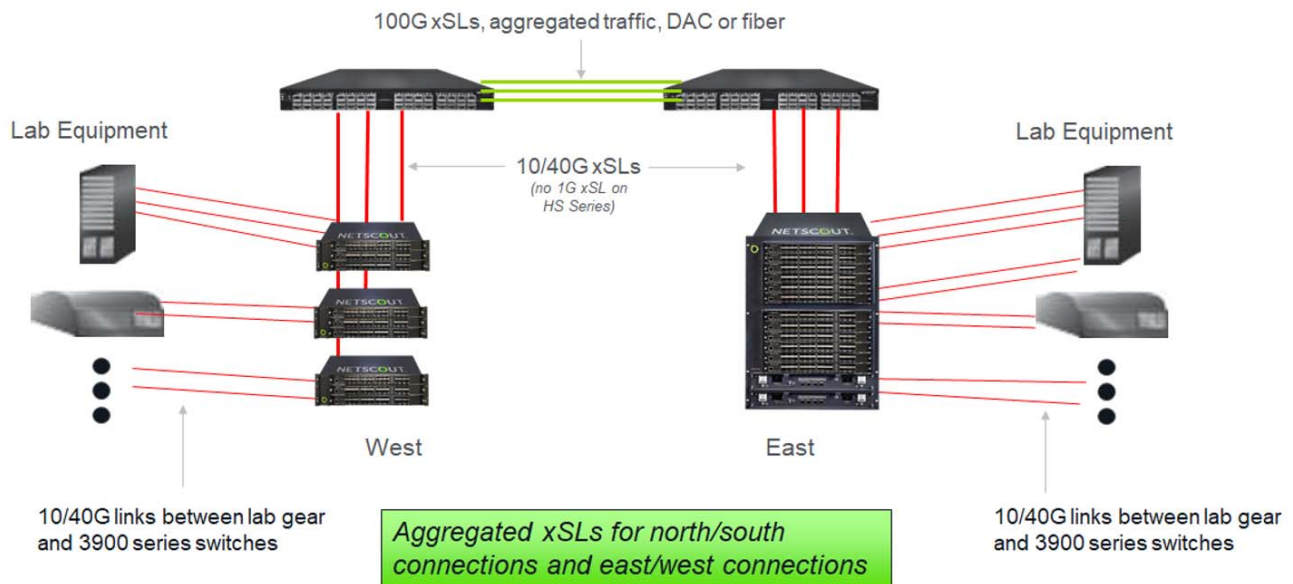 100G xSLs, aggregated traffic, DAC or fiber
Lab Equipment
Lab Equipment
10/40G xSLs
(no 1G xSL on
HS Series)
NETSCOUT
NETSCOUT.
NETSCOUT
NETSCOUT
West
East
10/40G links between lab gear
and 3900 series switches
Aggregated xSLs for north/south
connections and east/west connections
10/40G links between lab gear
and 3900 series switches